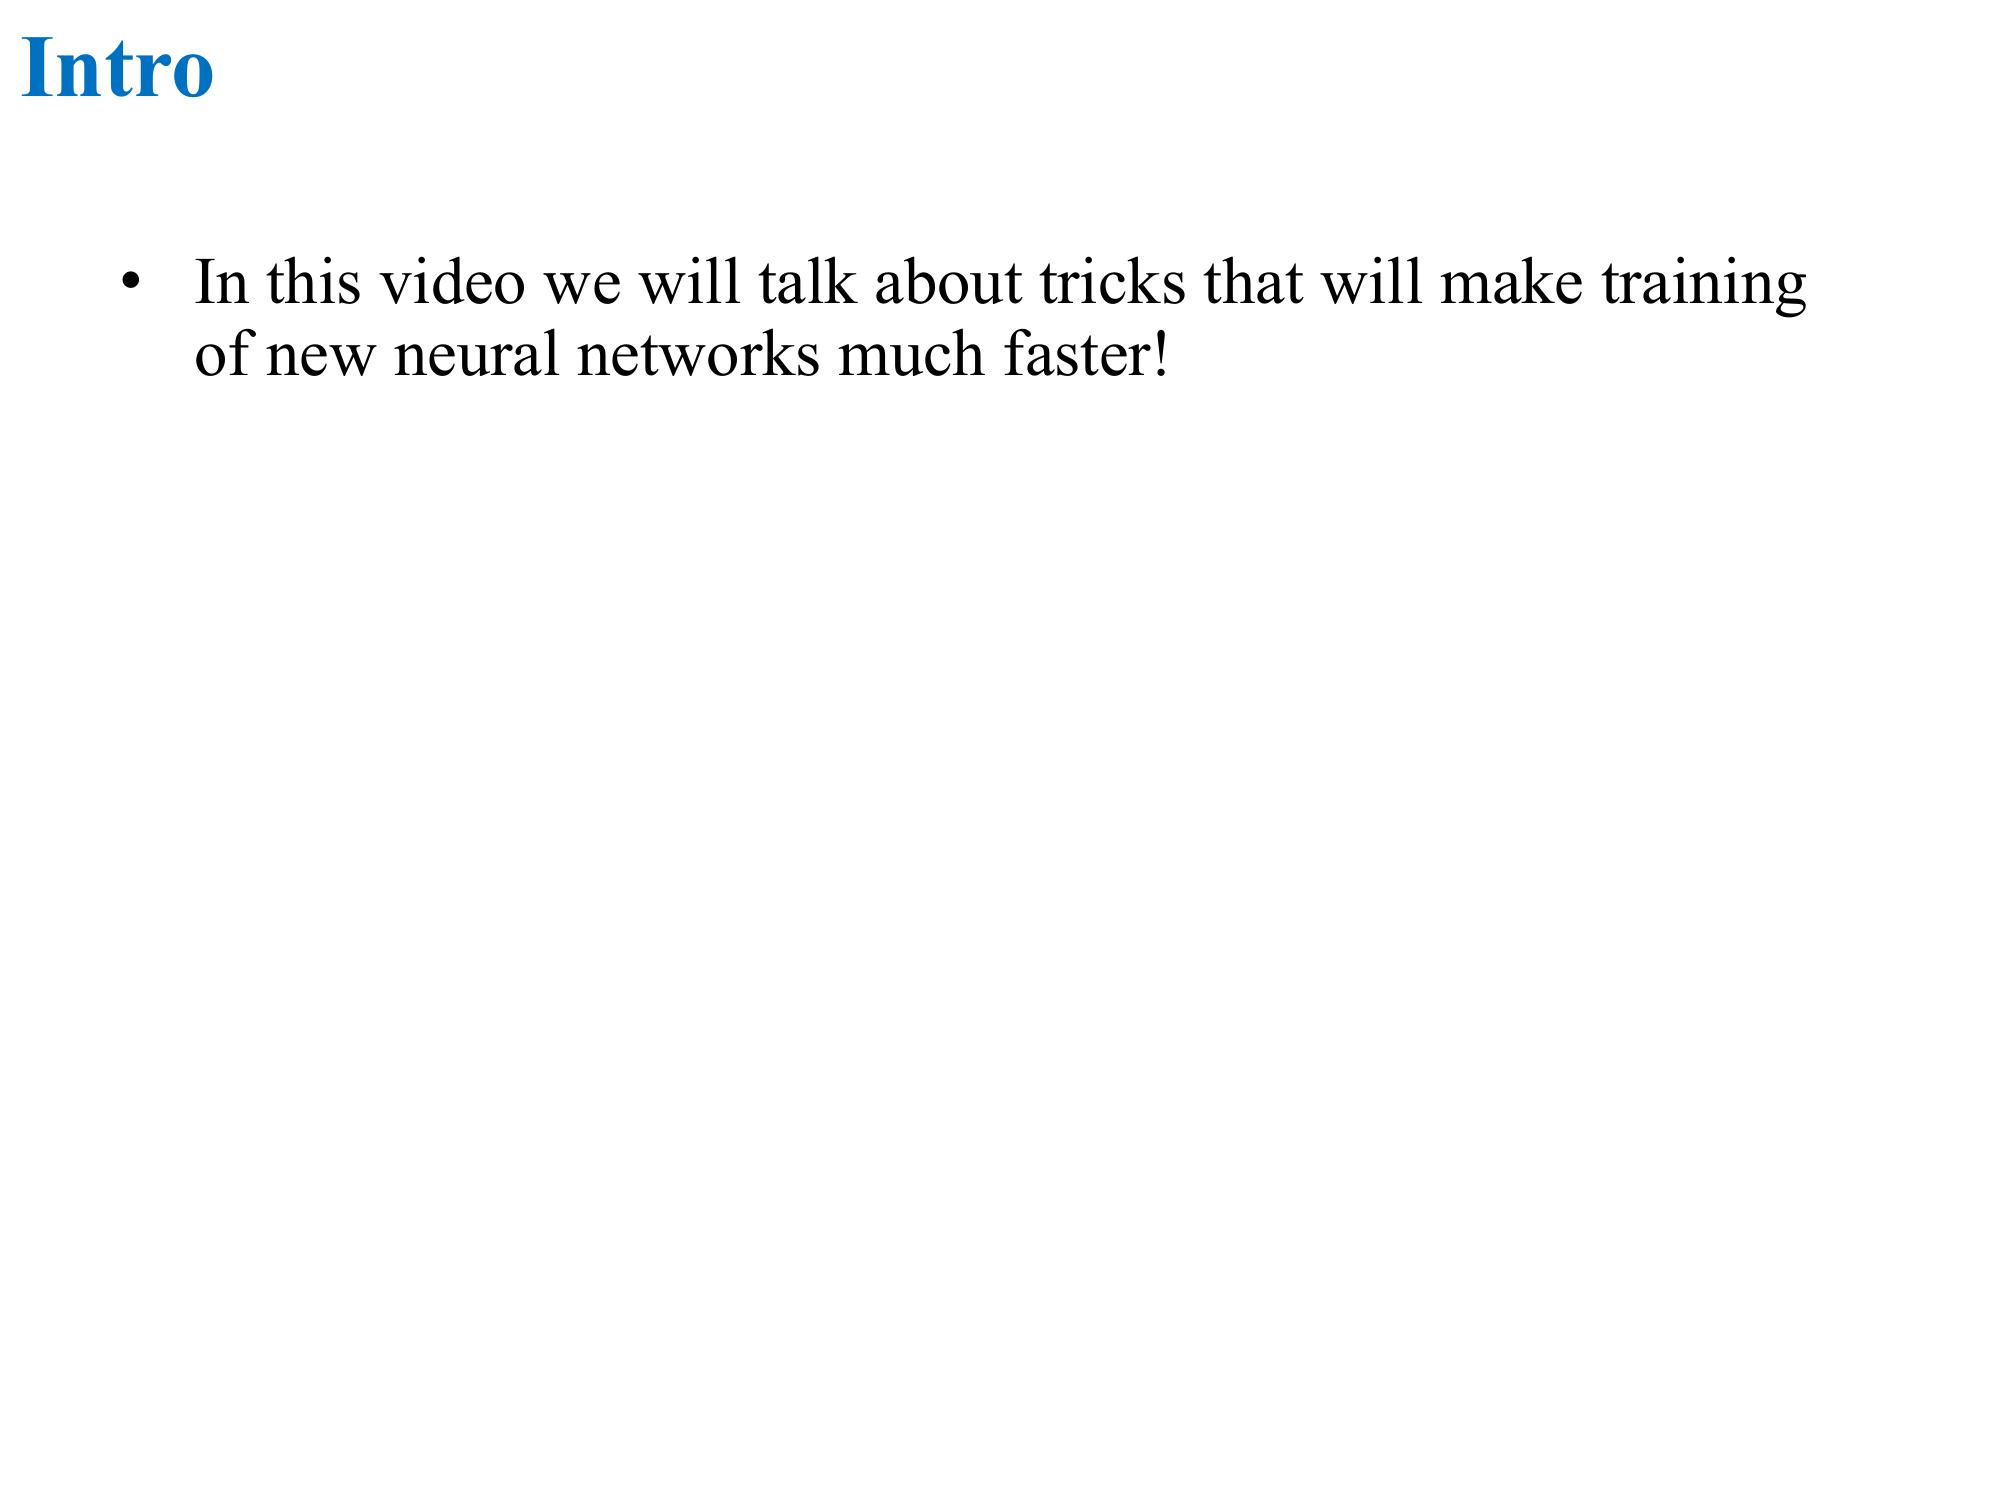 Intro
• In this video we will talk about tricks that will make training
of new neural networks much faster!